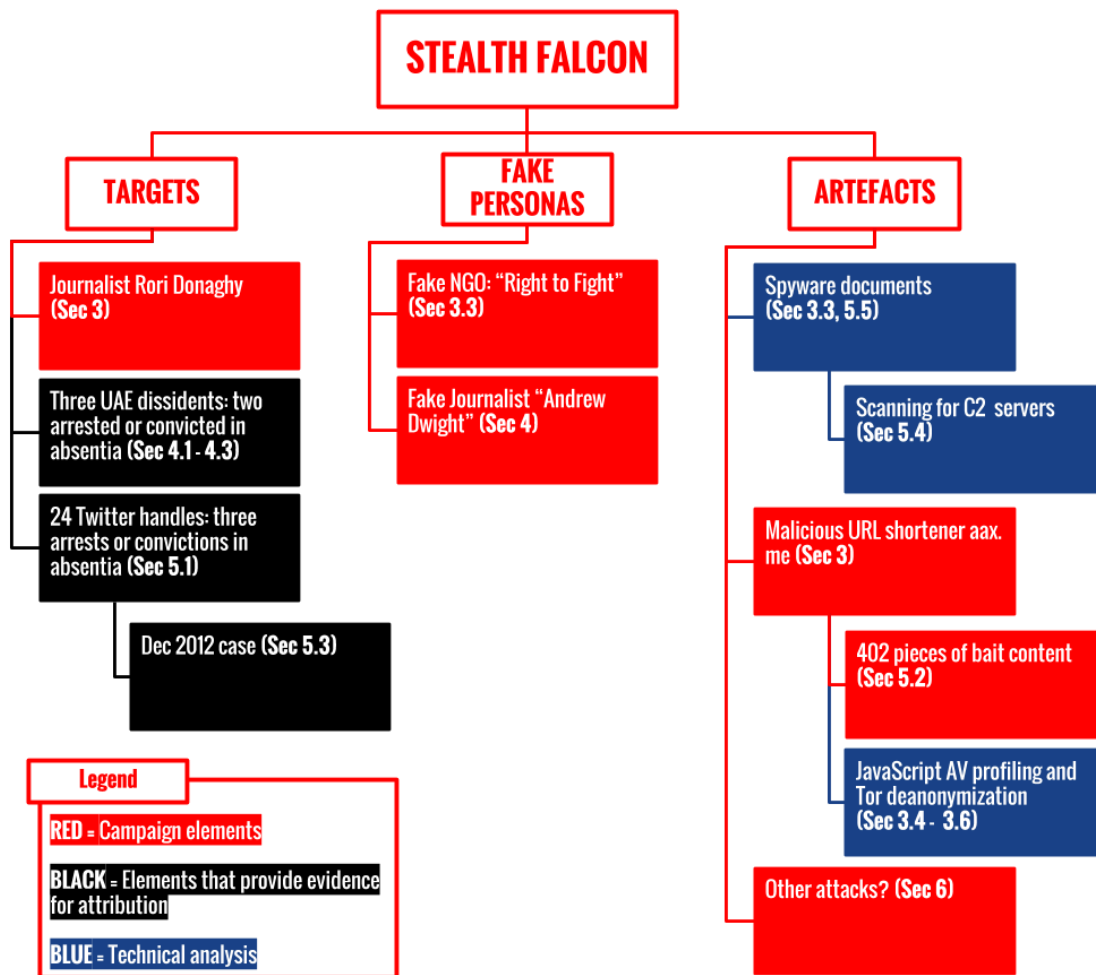 STEALTH FALCON
TARGETS
Journalist Rori Donaghy
(Sec 3)
Three UAE dissidents: two
arrested or convicted in
absentia (Sec 4.1 - 4.3)
24 Twitter handles: three
arrests or convictions in
absentia (Sec 5.1)
Dec 2012 case (Sec 5.3)
FAKE
PERSONAS
Fake NGO: “Right to Fight”
(Sec 3.3)
Fake Journalist “Andrew
Dwight” (Sec 4)
ARTEFACTS
Spyware documents
(Sec 3.3, 5.5)
Scanning for C2 servers
(Sec 5.4)
Malicious URL shortener aax.
me (Sec 3)
402 pieces of bait content
(Sec 5.2)
JavaScript AV profiling and
Tor deanonymization
(Sec 3.4 - 3.6)
Other attacks? (Sec 6)
Legend
RED = Campaign elements
BLACK = Elements that provide evidence
for attribution
BLUE = Technical analysis